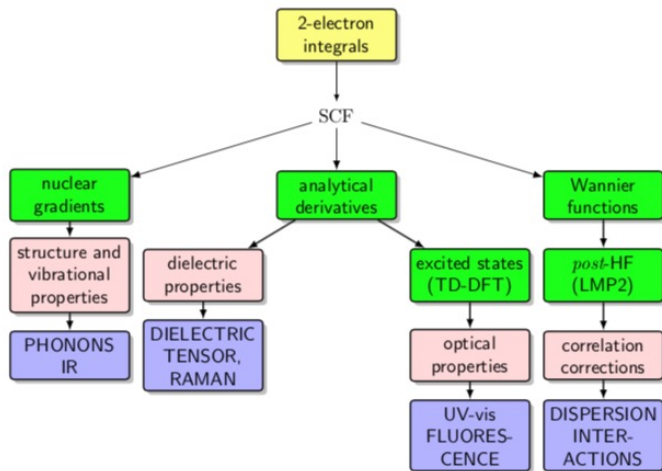 2-electron
integrals
SCF
nuclear
gradients
analytical
derivatives
Wannier
functions
structure and
vibrational
properties
dielectric
properties
excited states
(TD-DFT)
post-HF
(LMP2)
PHONONS
IR
DIELECTRIC
TENSOR,
RAMAN
optical
properties
correlation
corrections
UV-vis
FLUORES-
CENCE
DISPERSION
INTER-
ACTIONS